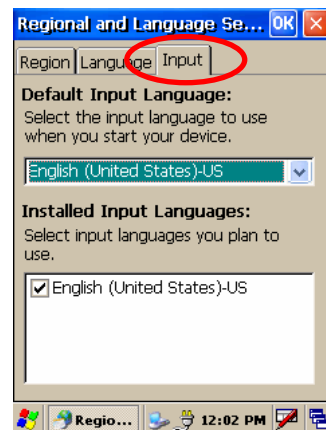 Regional and Language Se... OK
Region Language Input
Default Input Language:
Select the input language to use
when you start your device.
English (United States)-US
Installed Input Languages:
Select input languages you plan to
use.
English (United States)-US
Regio... 12:02 PM